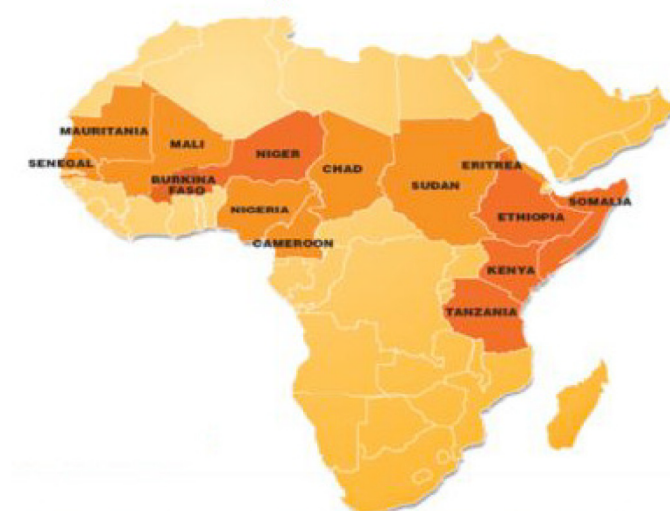 MAURITANIA
MALI
SENEGAL
BURKINA
FASO
NIGER
CHAD
NIGERIA
CAMEROON
SUDAN
ERITREA
ETHIOPIA
SOMALIA
KENYA
TANZANIA